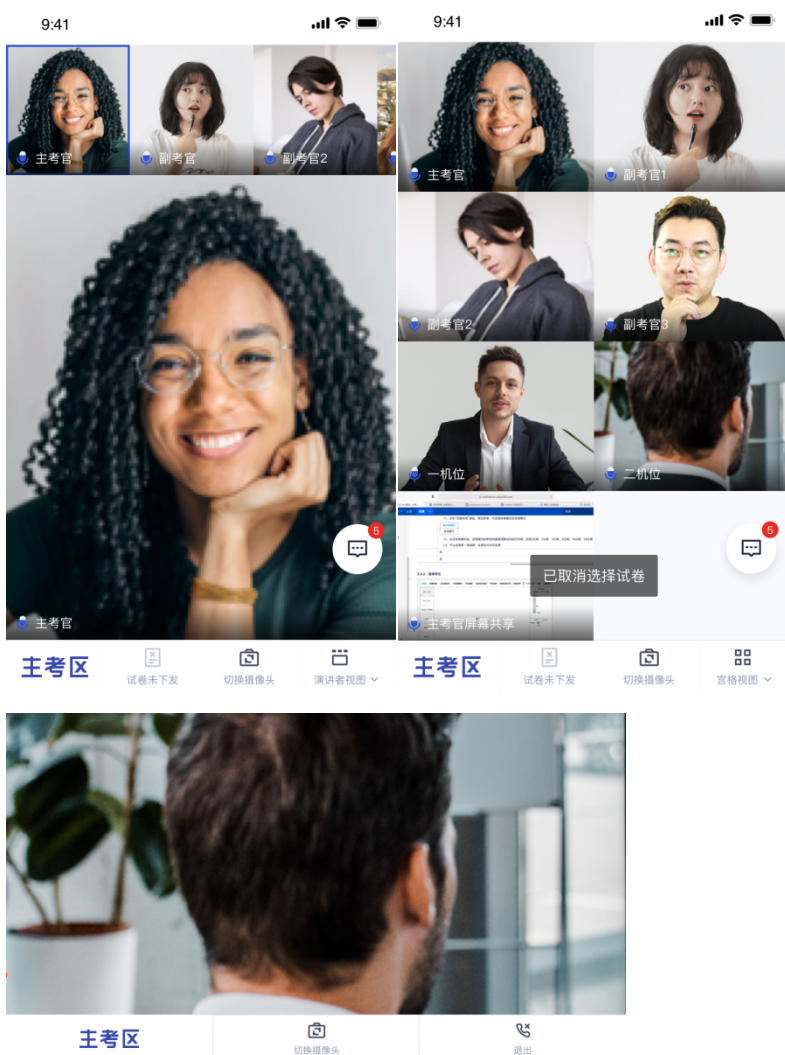 9:41
主考官
副考官
副考官2
5
主考官
主考区
试卷未下发
切换摄像头
演讲者视图
9:41
主考官
副考官1
副考官2
副考官3
一机位
二机位
5
已取消选择试卷
主考官屏幕共享
主考区
试卷未下发
切换摄像头
宫格视图
主考区
切换摄像头
退出